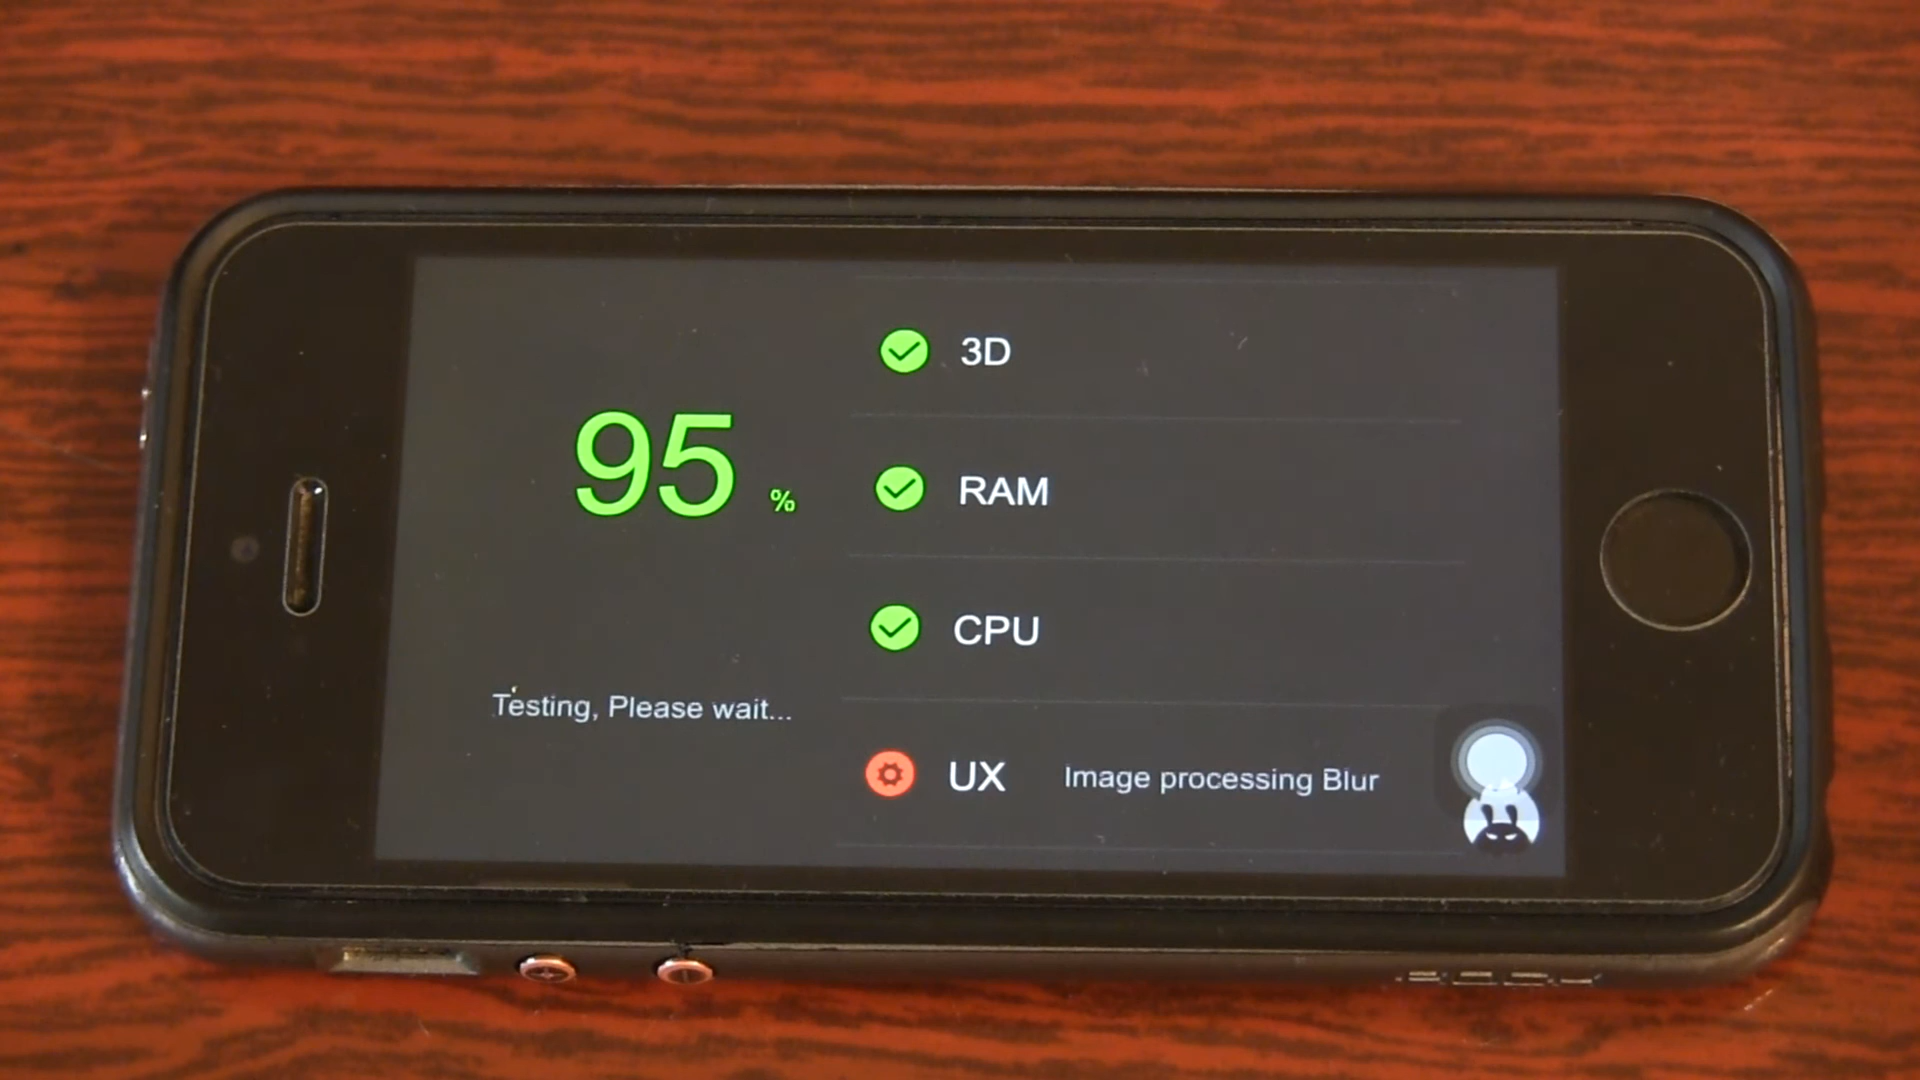 95 %
Testing, Please wait...
3D
RAM
CPU
UX Image processing Blur